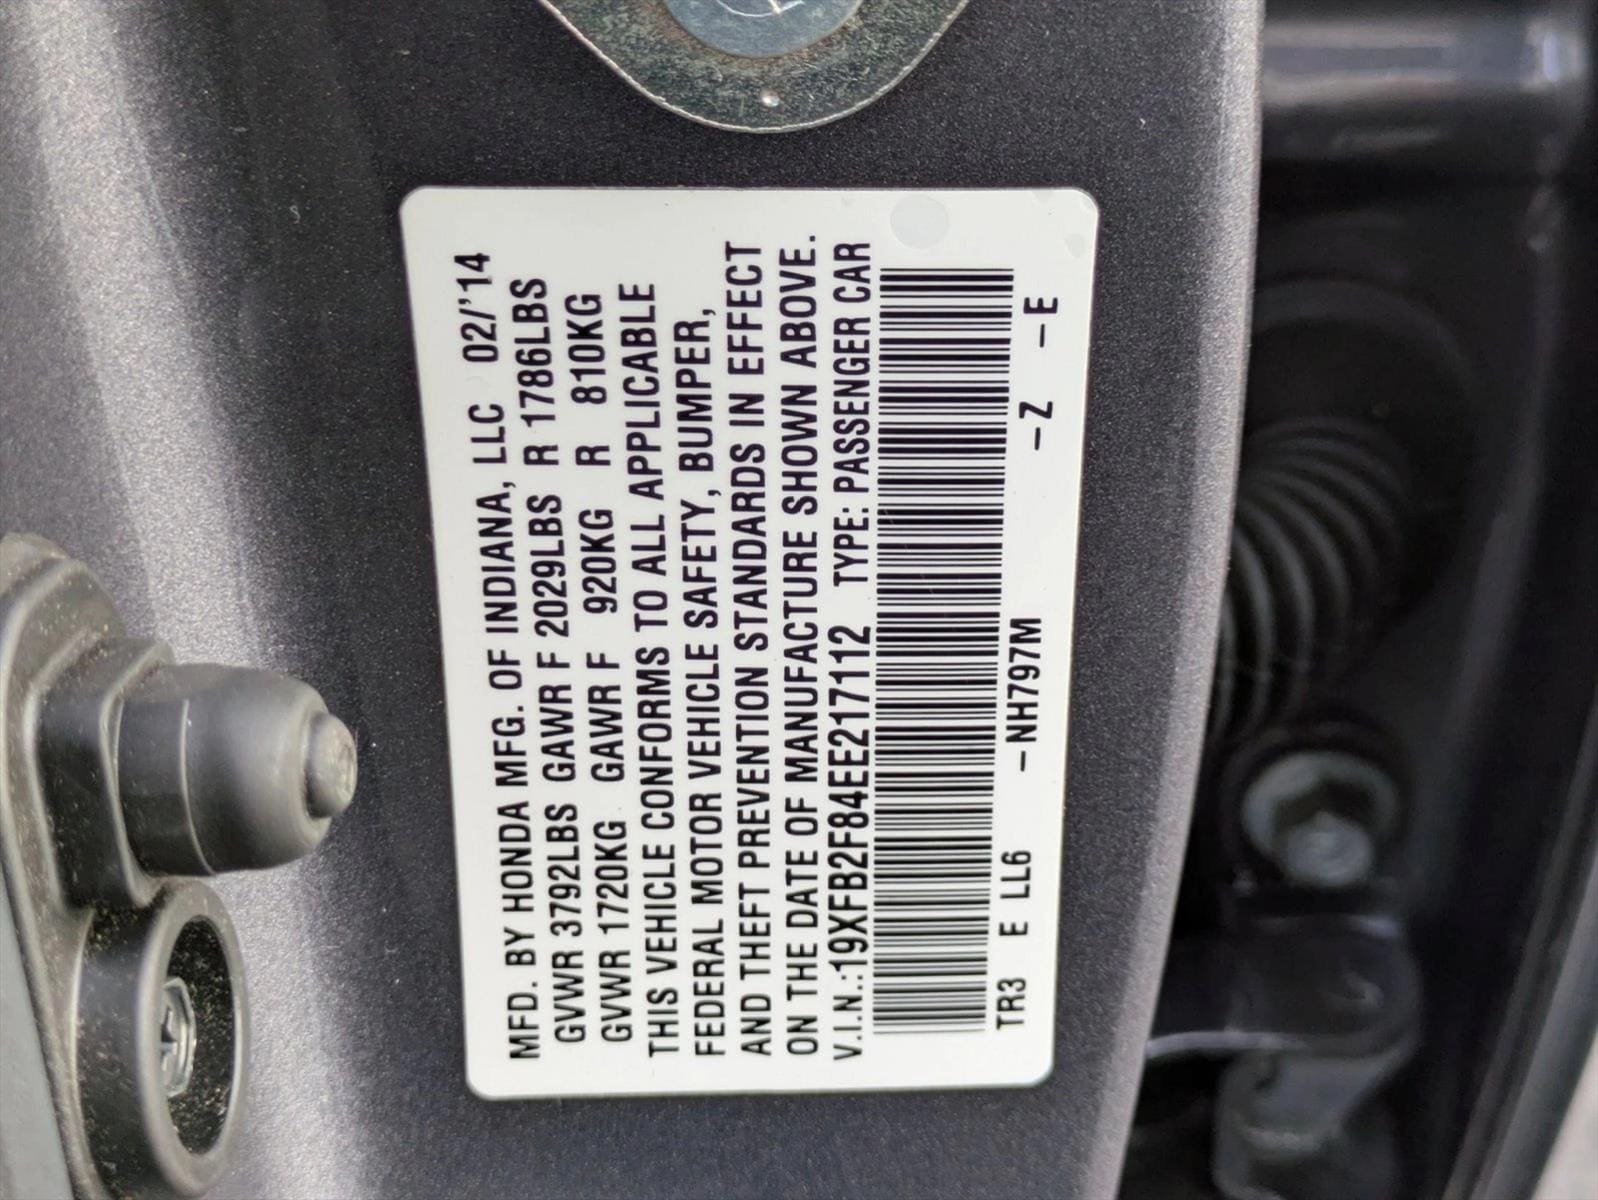 MFD. BY HONDA MFG. OF INDIANA, LLC 02/'14
GVWR 3792LBS GAWR F 2029LBS R 1786LBS
GVWR 1720KG GAWR F 920KG R 810KG
THIS VEHICLE CONFORMS TO ALL APPLICABLE
FEDERAL MOTOR VEHICLE SAFETY, BUMPER,
AND THEFT PREVENTION STANDARDS IN EFFECT
ON THE DATE OF MANUFACTURE SHOWN ABOVE.
V.I.N.:19XFB2F84EE217112 TYPE: PASSENGER CAR
TR3 E LL6 -NH797M -Z -E